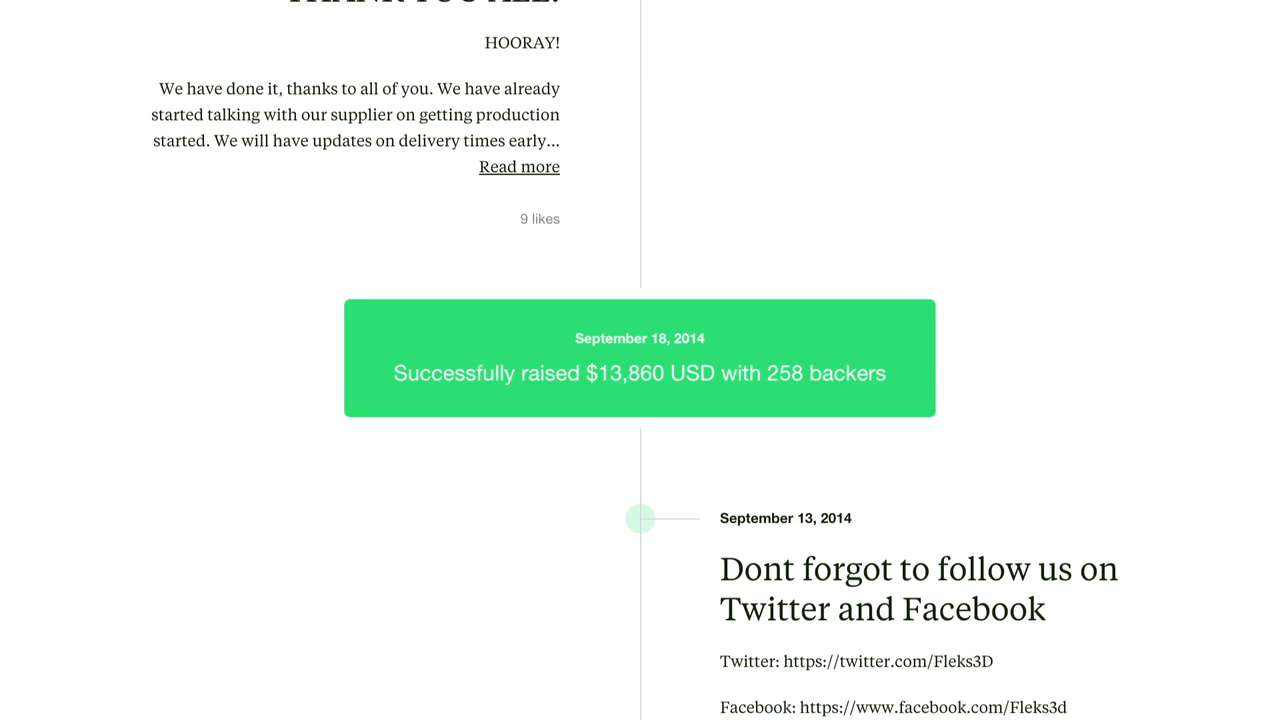 THANK YOU ALL!
HOORAY!
We have done it, thanks to all of you. We have already
started talking with our supplier on getting production
started. We will have updates on delivery times early...
Read more
9 likes
September 18, 2014
Successfully raised $13,860 USD with 258 backers
September 13, 2014
Dont forgot to follow us on
Twitter and Facebook
Twitter: https://twitter.com/Fleks3D
Facebook: https://www.facebook.com/Fleks3d